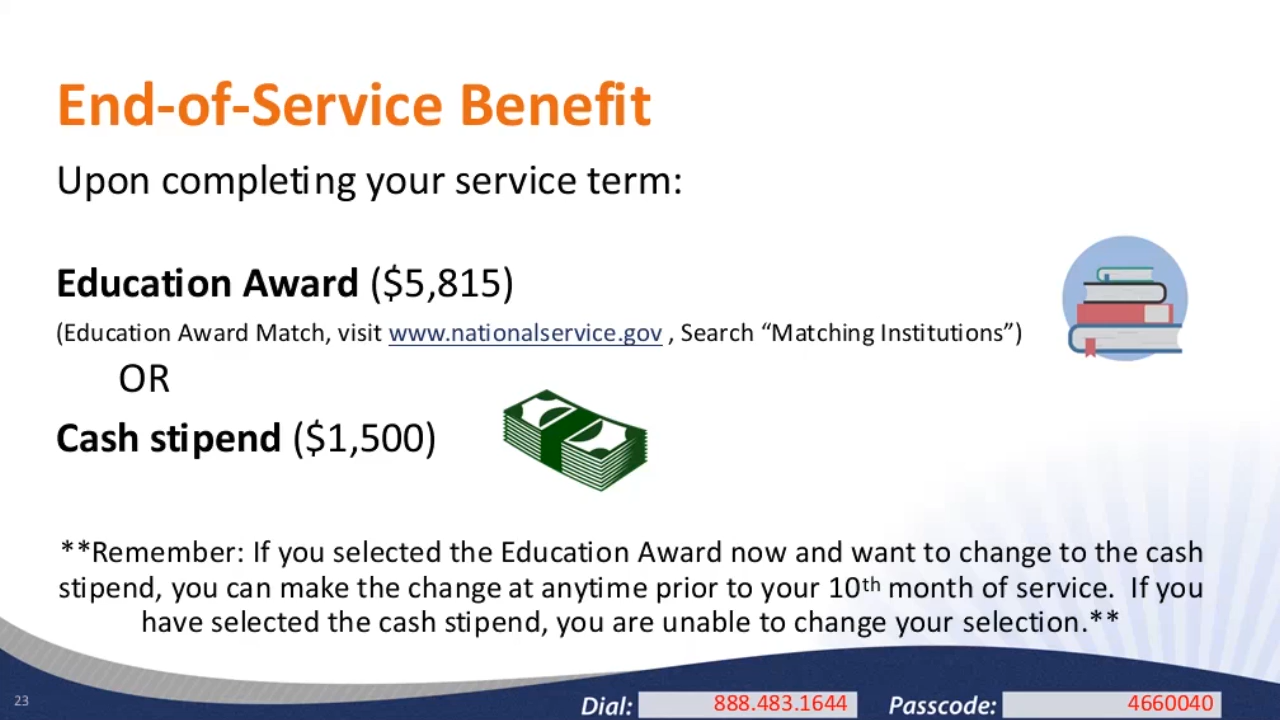 End-of-Service Benefit
Upon completing your service term:
Education Award ($5,815)
(Education Award Match, visit www.nationalservice.gov , Search “Matching Institutions”)
OR
Cash stipend ($1,500)
**Remember: If you selected the Education Award now and want to change to the cash
stipend, you can make the change at anytime prior to your 10th month of service.  If you
have selected the cash stipend, you are unable to change your selection.**
23
Dial: 888.483.1644 Passcode: 4660040